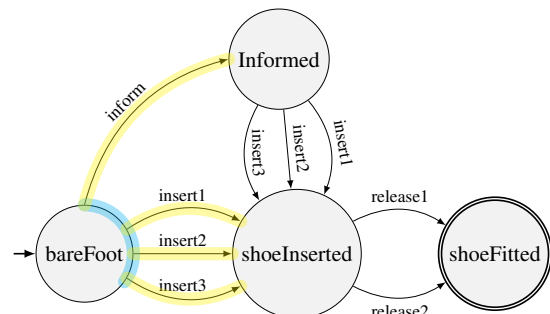 Informed
inform
insert3
insert2
insert1
insert1
release1
insert2
bareFoot
shoeInserted
shoeFitted
insert3
release2